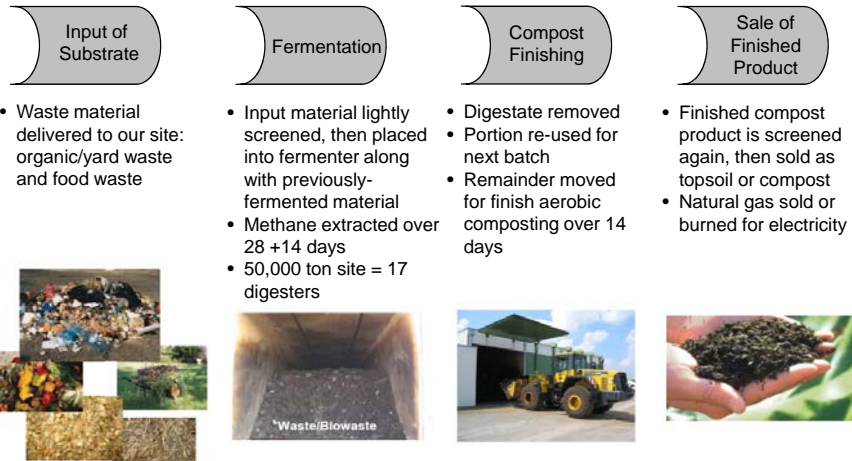 Input of
Substrate
• Waste material
delivered to our site:
organic/yard waste
and food waste
Fermentation
• Input material lightly
screened, then placed
into fermenter along
with previously-
fermented material
• Methane extracted over
28 +14 days
• 50,000 ton site = 17
digesters
Compost
Finishing
• Digestate removed
• Portion re-used for
next batch
• Remainder moved
for finish aerobic
composting over 14
days
Sale of
Finished
Product
• Finished compost
product is screened
again, then sold as
topsoil or compost
• Natural gas sold or
burned for electricity
Waste/Biowaste